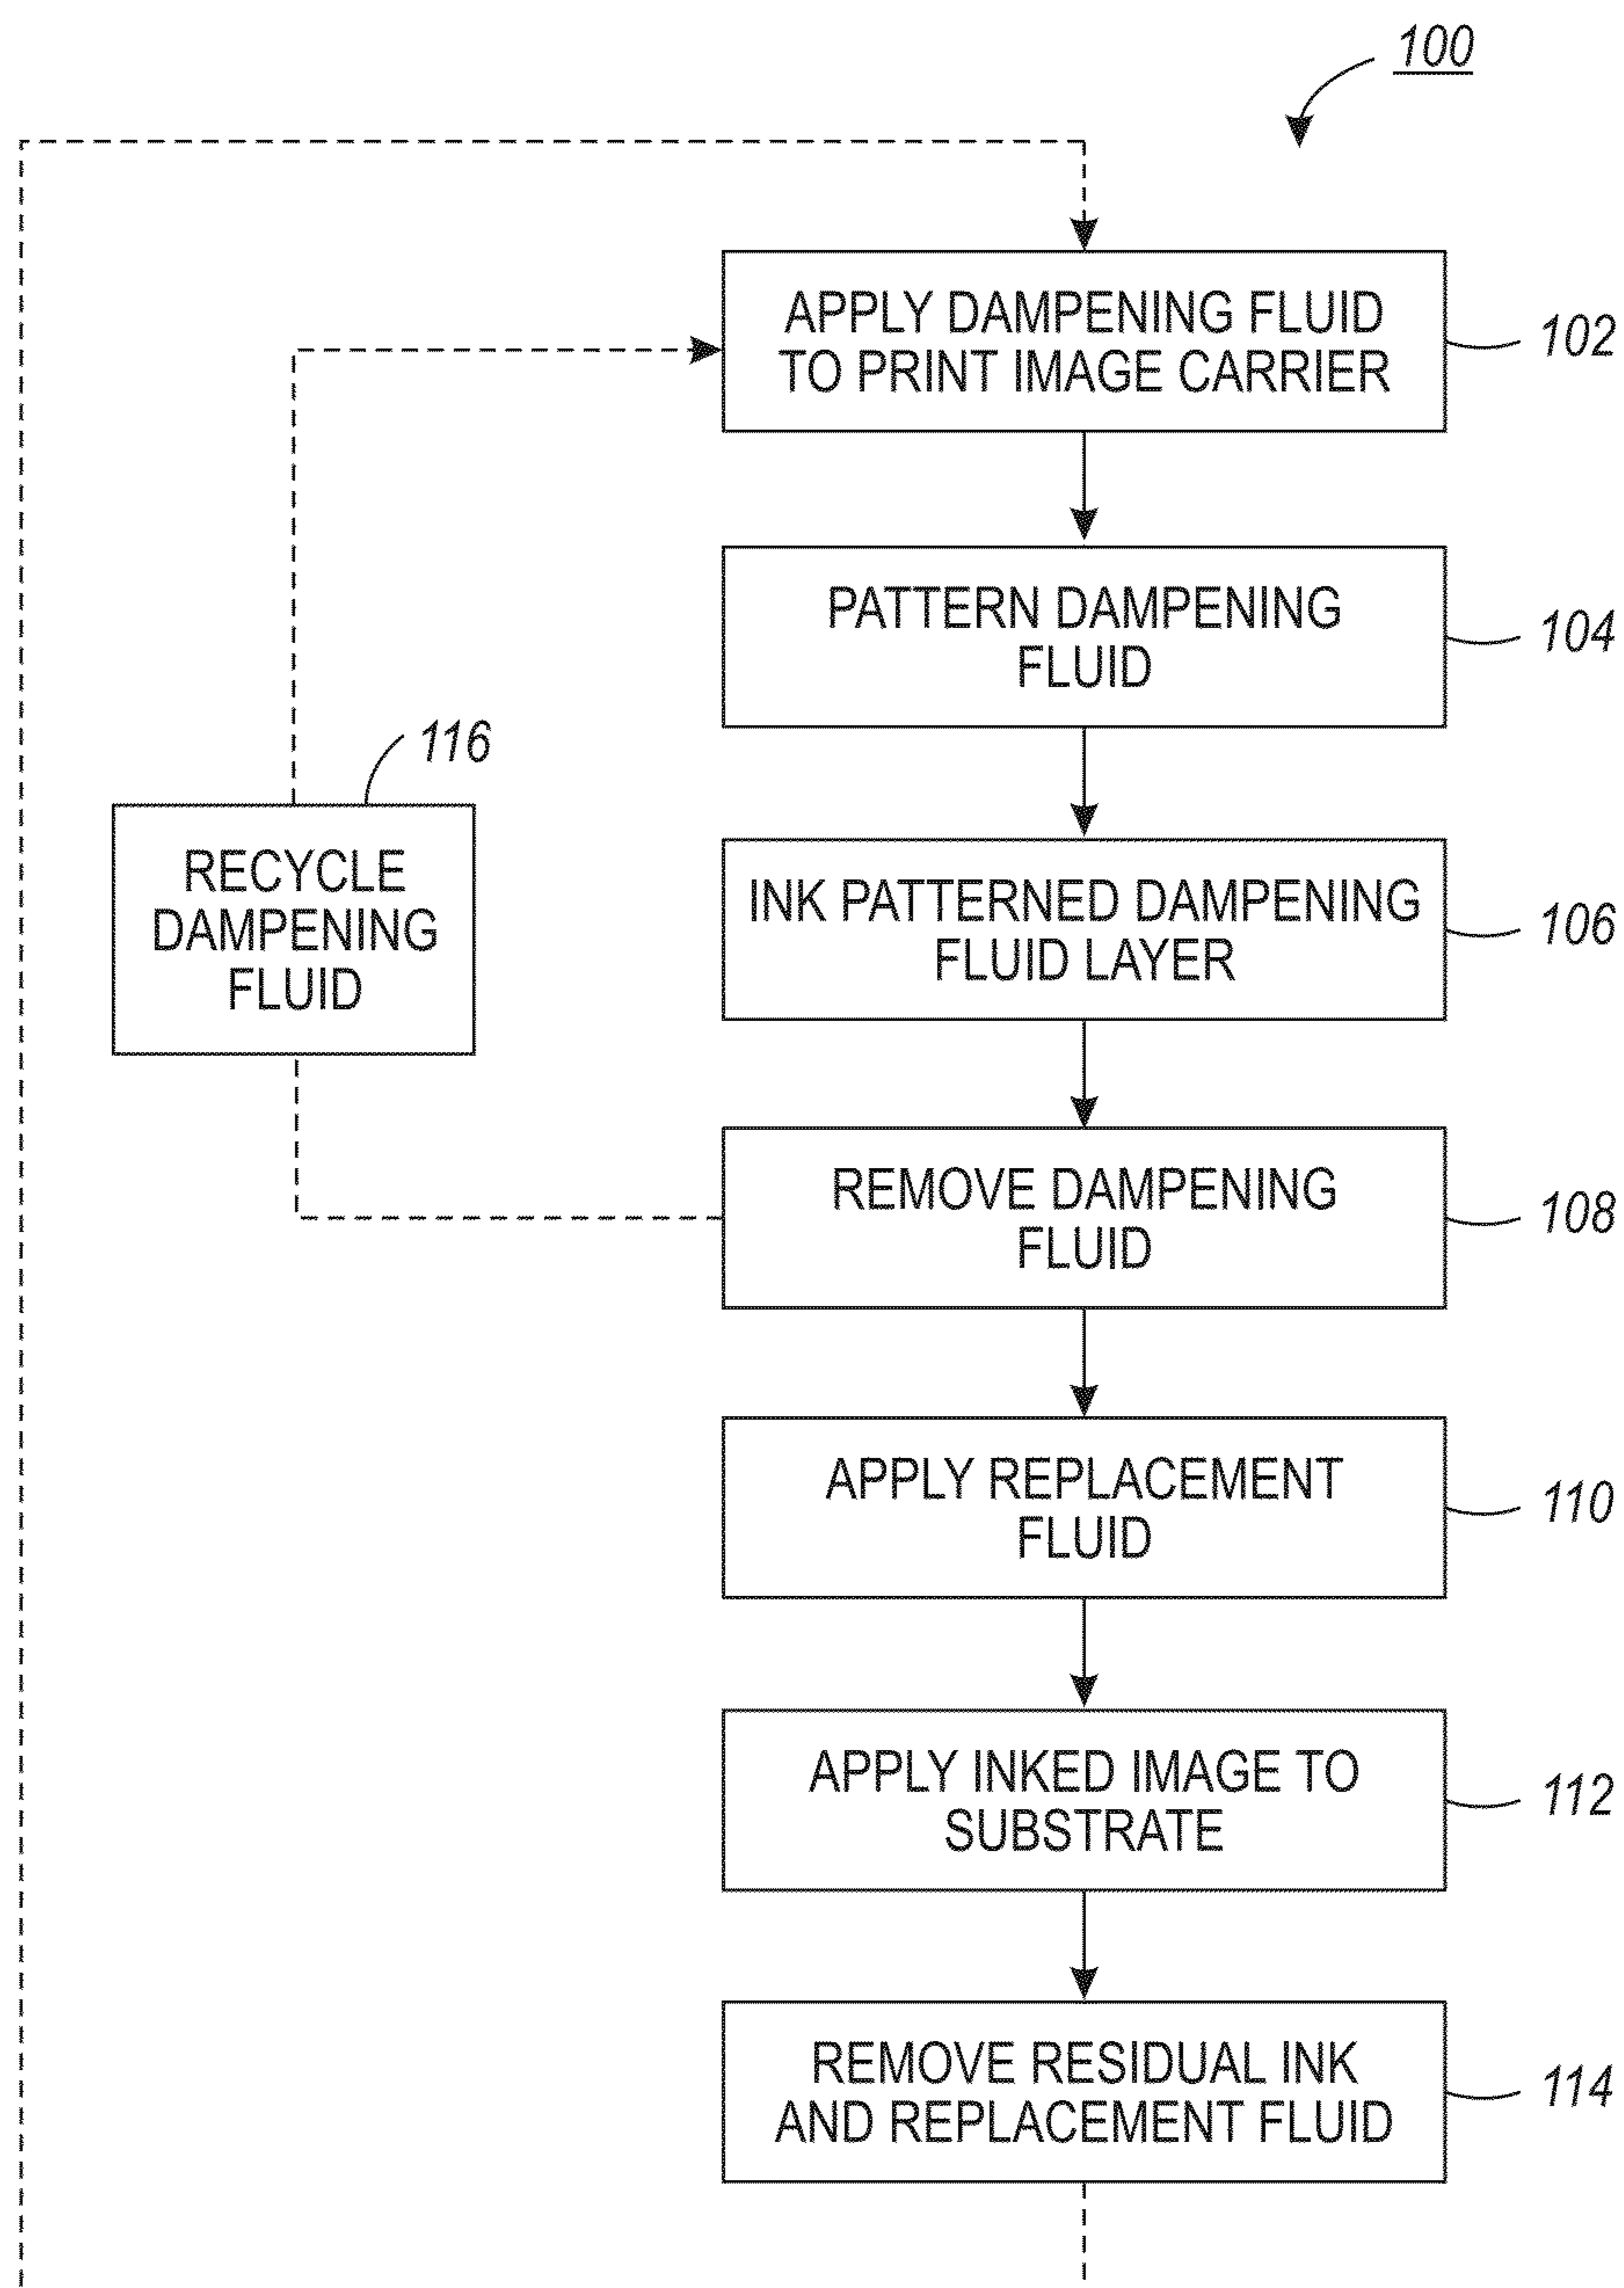 100
APPLY DAMPENING FLUID
TO PRINT IMAGE CARRIER
102
PATTERN DAMPENING
FLUID
104
116
RECYCLE
DAMPENING
FLUID
INK PATTERNED DAMPENING
FLUID LAYER
106
REMOVE DAMPENING
FLUID
108
APPLY REPLACEMENT
FLUID
110
APPLY INKED IMAGE TO
SUBSTRATE
112
REMOVE RESIDUAL INK
AND REPLACEMENT FLUID
114